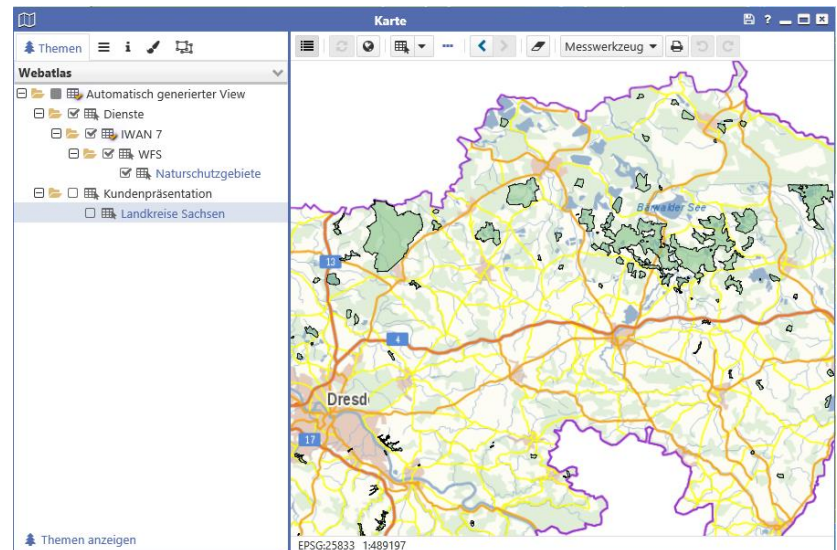 Karte
?
Themen
i
Messwerkzeug
Webatlas
Automatisch generierter View
Dienste
IWAN 7
WFS
Naturschutzgebiete
Kundenpräsentation
Landkreise Sachsen
Bärwalder See
13
4
Dresd
17
Themen anzeigen
EPSG:25833 1:489197